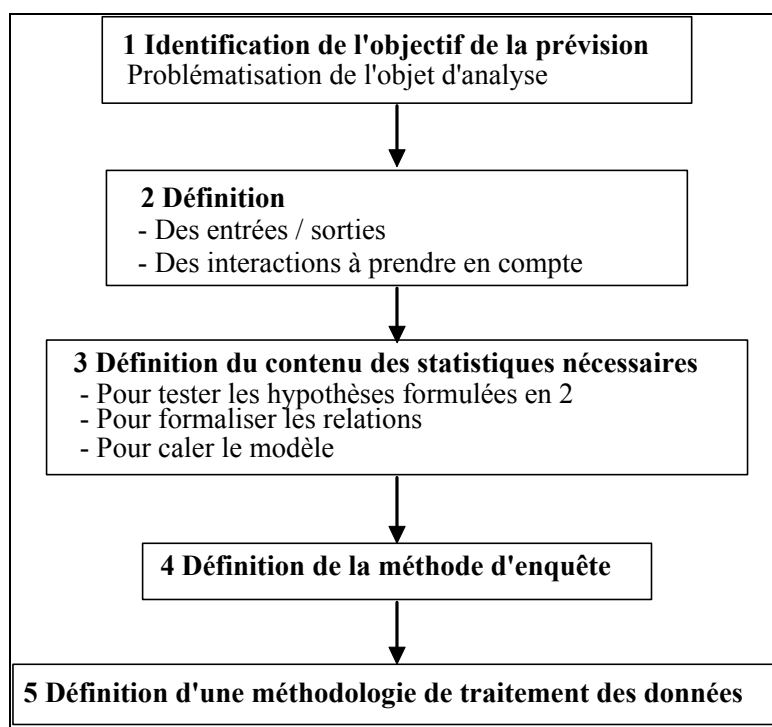 1 Identification de l'objectif de la prévision
Problématisation de l'objet d'analyse
2 Définition
- Des entrées / sorties
- Des interactions à prendre en compte
3 Définition du contenu des statistiques nécessaires
- Pour tester les hypothèses formulées en 2
- Pour formaliser les relations
- Pour caler le modèle
4 Définition de la méthode d'enquête
5 Définition d'une méthodologie de traitement des données